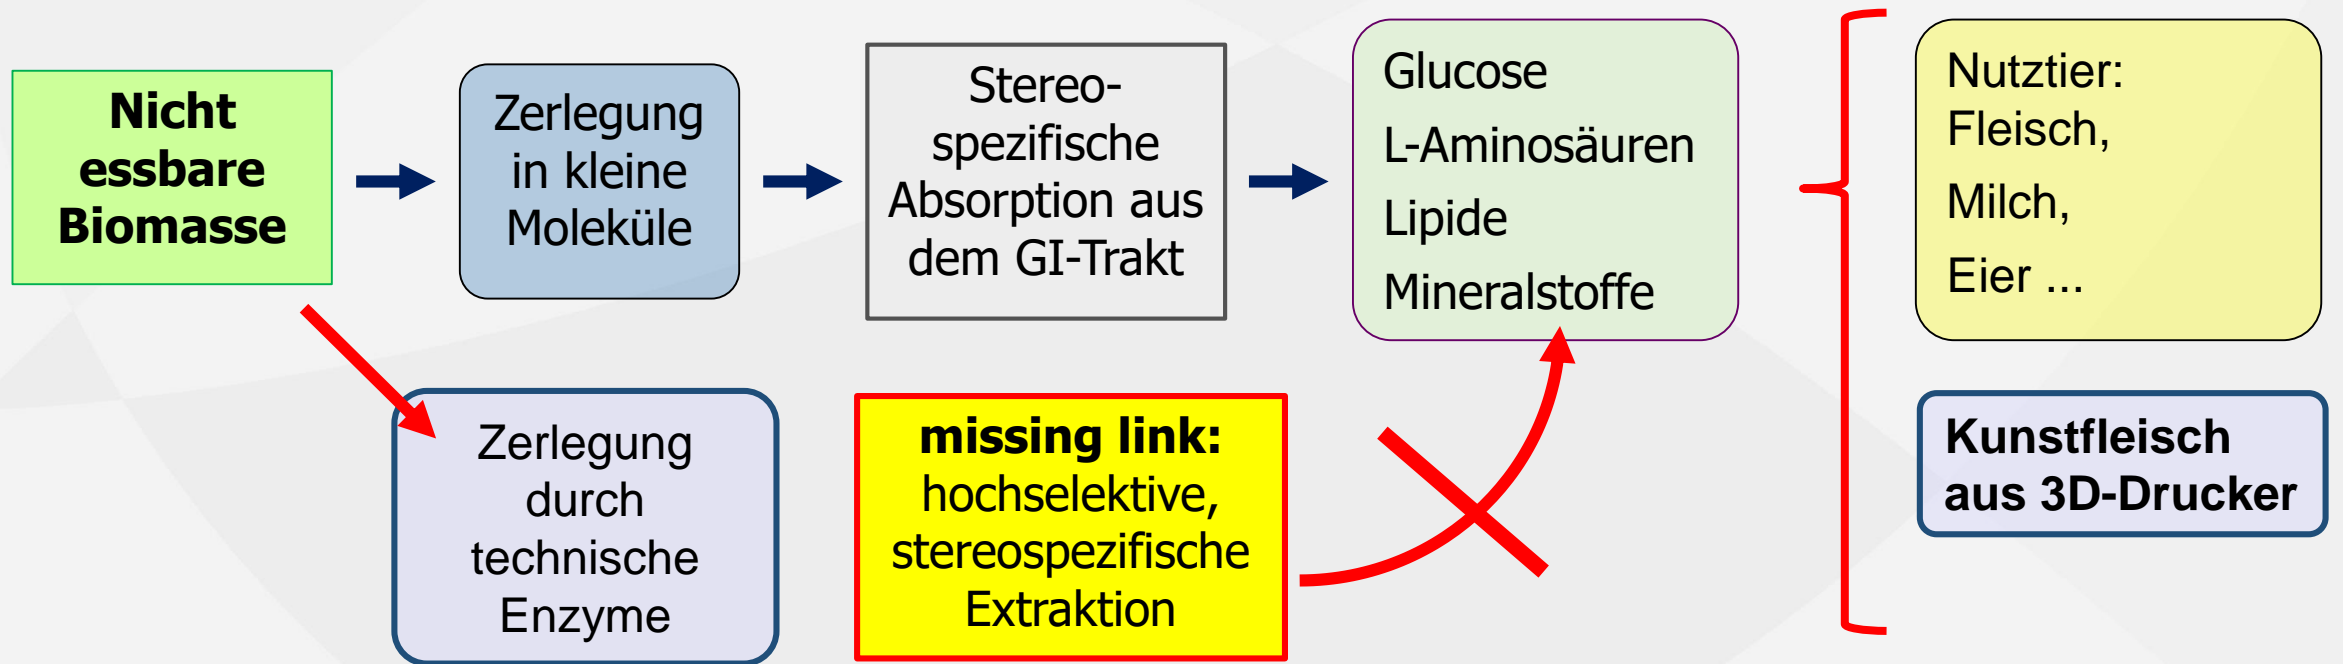 Nicht
essbare
Biomasse
Zerlegung
in kleine
Moleküle
Stereo-
spezifische
Absorption aus
dem GI-Trakt
Glucose
L-Aminosäuren
Lipide
Mineralstoffe
Nutztier:
Fleisch,
Milch,
Eier ...
Zerlegung
durch
technische
Enzyme
missing link:
hochselektive,
stereospezifische
Extraktion
Kunstfleisch
aus 3D-Drucker